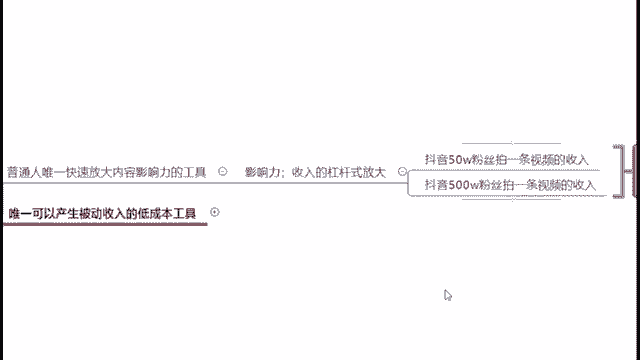 抖音50w粉丝拍一条视频的收入
普通人唯一快速放大内容影响力的工具
影响力；收入的杠杆式放大
抖音500w粉丝拍一条视频的收入
唯一可以产生被动收入的低成本工具